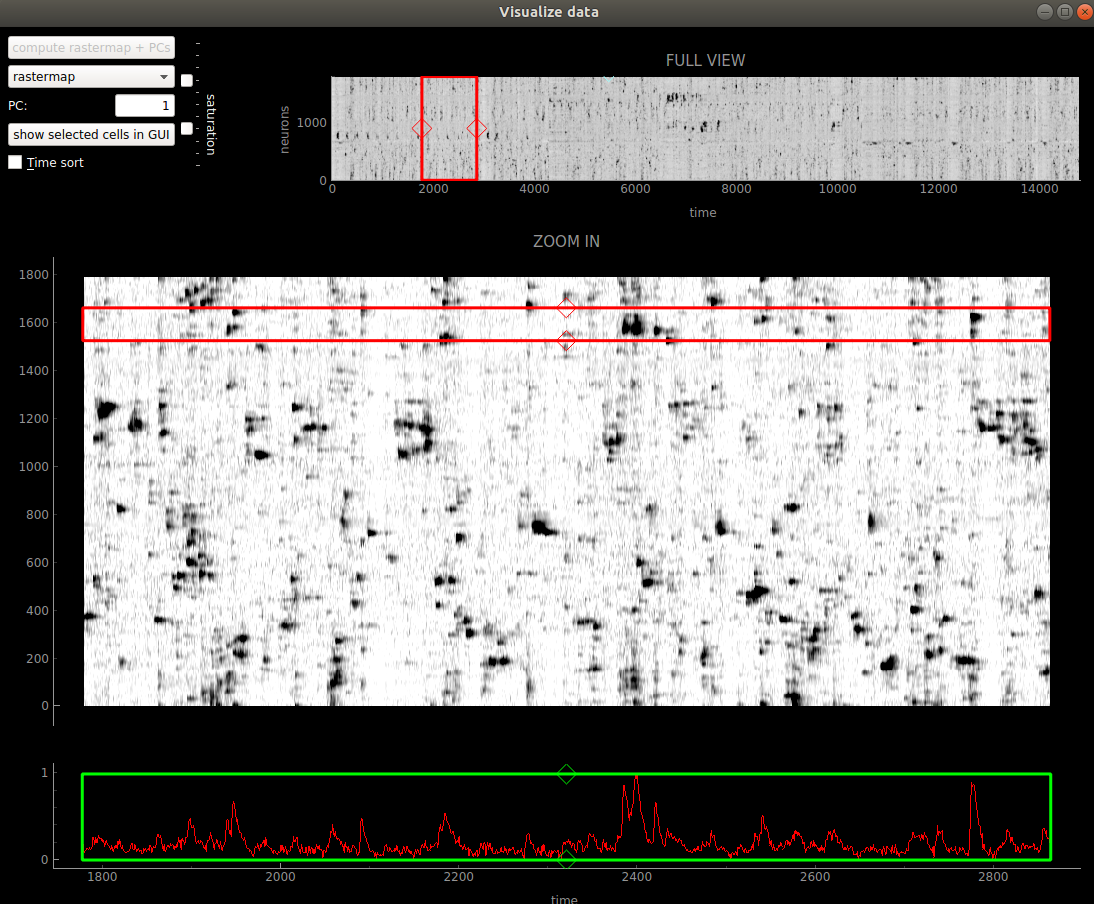 Visualize data
compute rastermap + PCs
rastermap
PC: 1
show selected cells in GUI
Time sort
saturation
FULL VIEW
neurons
1000
0
0 2000 4000 6000 8000 10000 12000 14000
time
ZOOM IN
1800
1600
1400
1200
1000
800
600
400
200
0
1
0
1800 2000 2200 2400 2600 2800
time